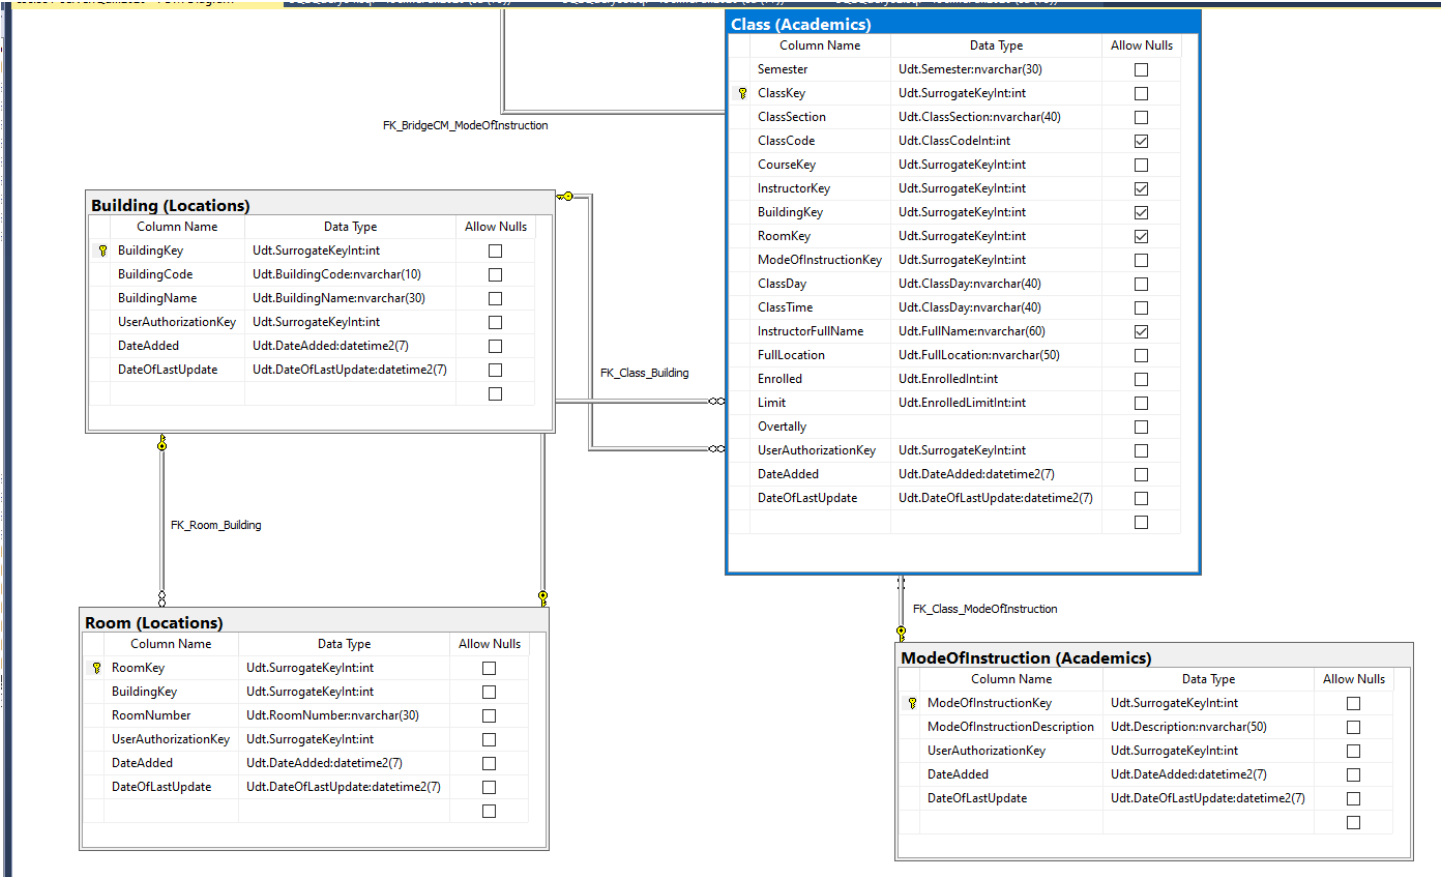 Class (Academics)
Column Name Data Type Allow Nulls
Semester Udt.Semester:nvarchar(30)
ClassKey Udt.SurrogateKeyInt:int
ClassSection Udt.ClassSection:nvarchar(40)
ClassCode Udt.ClassCodeInt:int
CourseKey Udt.SurrogateKeyInt:int
InstructorKey Udt.SurrogateKeyInt:int
BuildingKey Udt.SurrogateKeyInt:int
RoomKey Udt.SurrogateKeyInt:int
ModeOfInstructionKey Udt.SurrogateKeyInt:int
ClassDay Udt.ClassDay:nvarchar(40)
ClassTime Udt.ClassDay:nvarchar(40)
InstructorFullName Udt.FullName:nvarchar(60)
FullLocation Udt.FullLocation:nvarchar(50)
Enrolled Udt.EnrolledInt:int
Limit Udt.EnrolledLimitInt:int
Overtally
UserAuthorizationKey Udt.SurrogateKeyInt:int
DateAdded Udt.DateAdded:datetime2(7)
DateOfLastUpdate Udt.DateOfLastUpdate:datetime2(7)
FK_BridgeCM_ModeOfInstruction
Building (Locations)
Column Name Data Type Allow Nulls
BuildingKey Udt.SurrogateKeyInt:int
BuildingCode Udt.BuildingCode:nvarchar(10)
BuildingName Udt.BuildingName:nvarchar(30)
UserAuthorizationKey Udt.SurrogateKeyInt:int
DateAdded Udt.DateAdded:datetime2(7)
DateOfLastUpdate Udt.DateOfLastUpdate:datetime2(7)
FK_Class_Building
FK_Room_Building
Room (Locations)
Column Name Data Type Allow Nulls
RoomKey Udt.SurrogateKeyInt:int
BuildingKey Udt.SurrogateKeyInt:int
RoomNumber Udt.RoomNumber:nvarchar(30)
UserAuthorizationKey Udt.SurrogateKeyInt:int
DateAdded Udt.DateAdded:datetime2(7)
DateOfLastUpdate Udt.DateOfLastUpdate:datetime2(7)
FK_Class_ModeOfInstruction
ModeOfInstruction (Academics)
Column Name Data Type Allow Nulls
ModeOfInstructionKey Udt.SurrogateKeyInt:int
ModeOfInstructionDescription Udt.Description:nvarchar(50)
UserAuthorizationKey Udt.SurrogateKeyInt:int
DateAdded Udt.DateAdded:datetime2(7)
DateOfLastUpdate Udt.DateOfLastUpdate:datetime2(7)